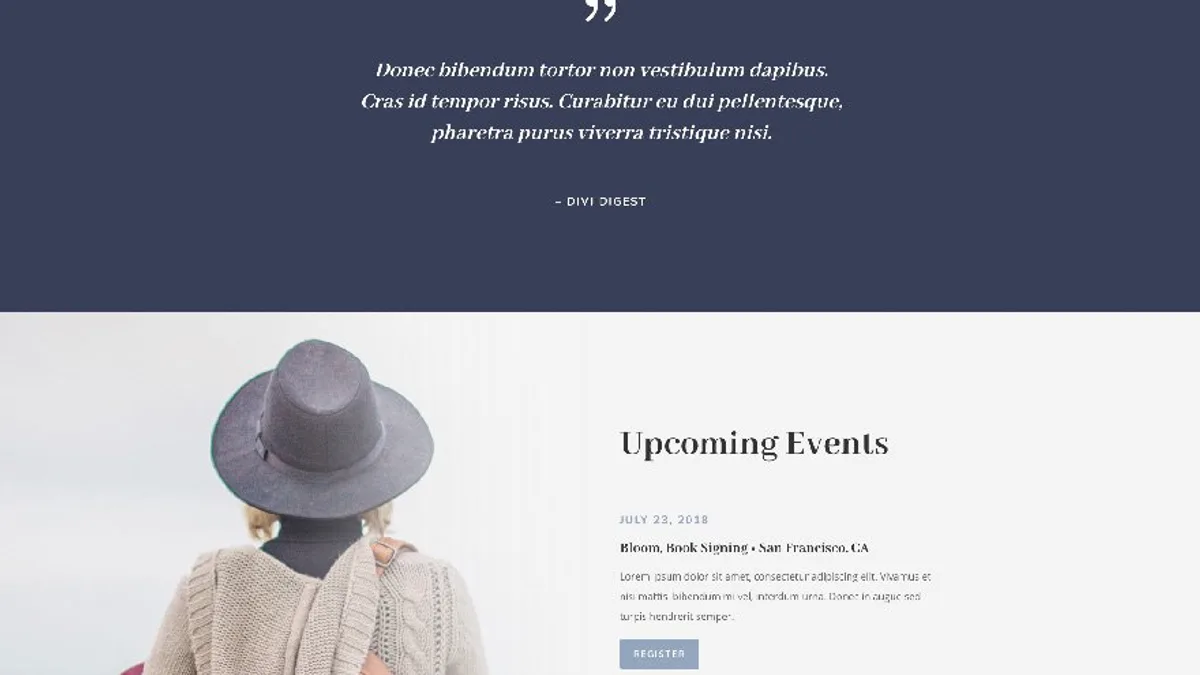 ”
Donec bibendum tortor non vestibulum dapibus.
Cras id tempor risus. Curabitur eu dui pellentesque,
pharetra purus viverra tristique nisi.
– DIVI DIGEST
Upcoming Events
JULY 23, 2018
Bloom, Book Signing • San Francisco, CA
Lorem ipsum dolor sit amet, consectetur adipiscing elit. Vivamus et
nisi mattis, bibendum mi vel, interdum urna. Donec in augue sed
turpis hendrerit semper.
REGISTER